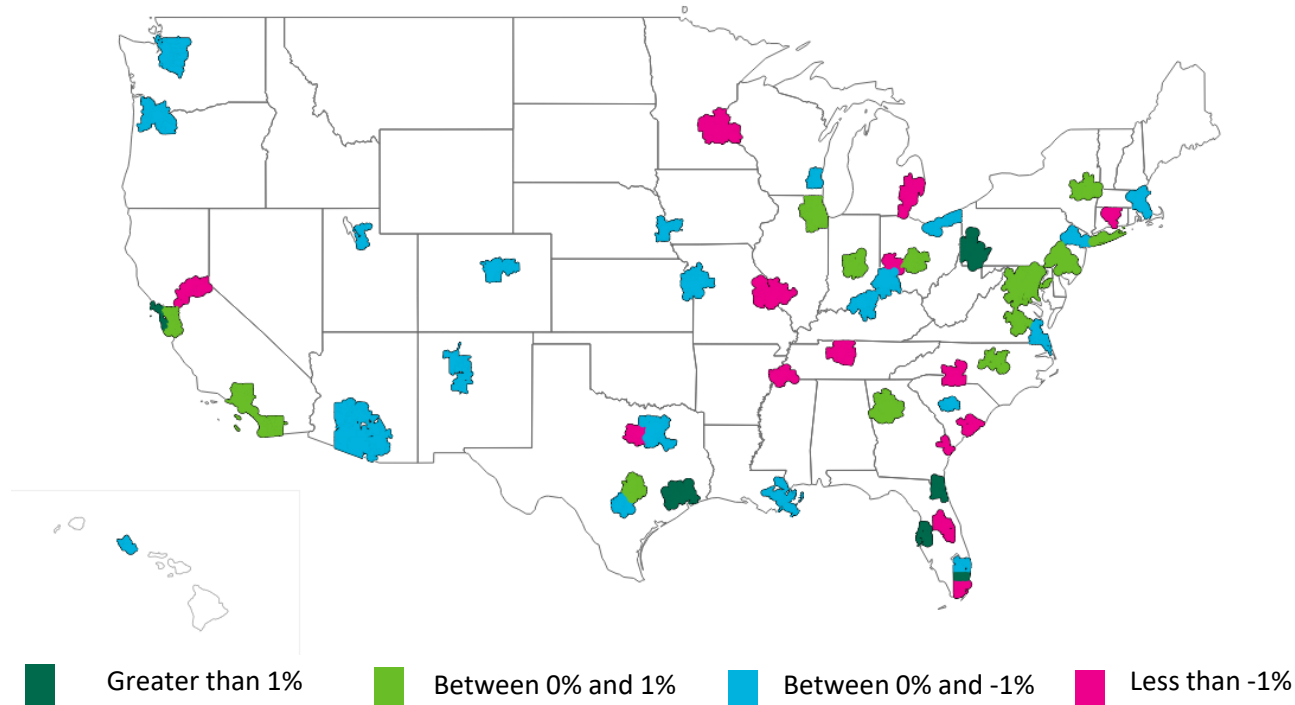 Greater than 1%
Between 0% and 1%
Between 0% and -1%
Less than -1%